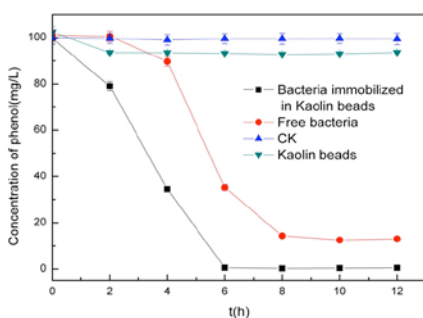 Concentration of phenol(mg/L)
100
80
60
40
20
0
Bacteria immobilized
in Kaolin beads
Free bacteria
CK
Kaolin beads
0 2 4 6 8 10 12
t(h)